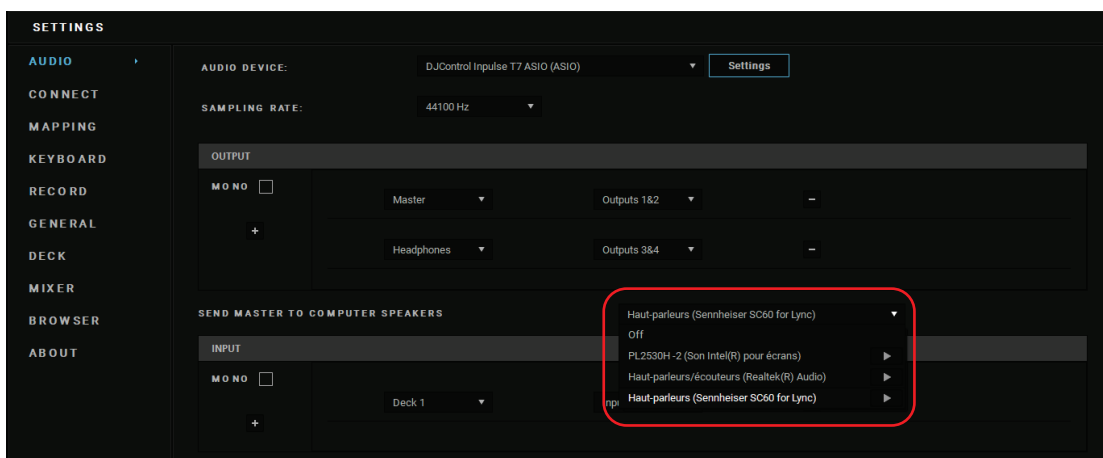 SETTINGS
AUDIO
CONNECT
MAPPING
KEYBOARD
RECORD
GENERAL
DECK
MIXER
BROWSER
ABOUT
AUDIO DEVICE: DJControl Inpulse T7 ASIO (ASIO) Settings
SAMPLING RATE: 44100 Hz
OUTPUT
MONO
+
Master Outputs 1&2 −
Headphones Outputs 3&4 −
SEND MASTER TO COMPUTER SPEAKERS Haut-parleurs (Sennheiser SC60 for Lync)
Off
PL2530H -2 (Son Intel(R) pour écrans)
Haut-parleurs/écouteurs (Realtek(R) Audio)
Haut-parleurs (Sennheiser SC60 for Lync)
INPUT
MONO
+
Deck 1